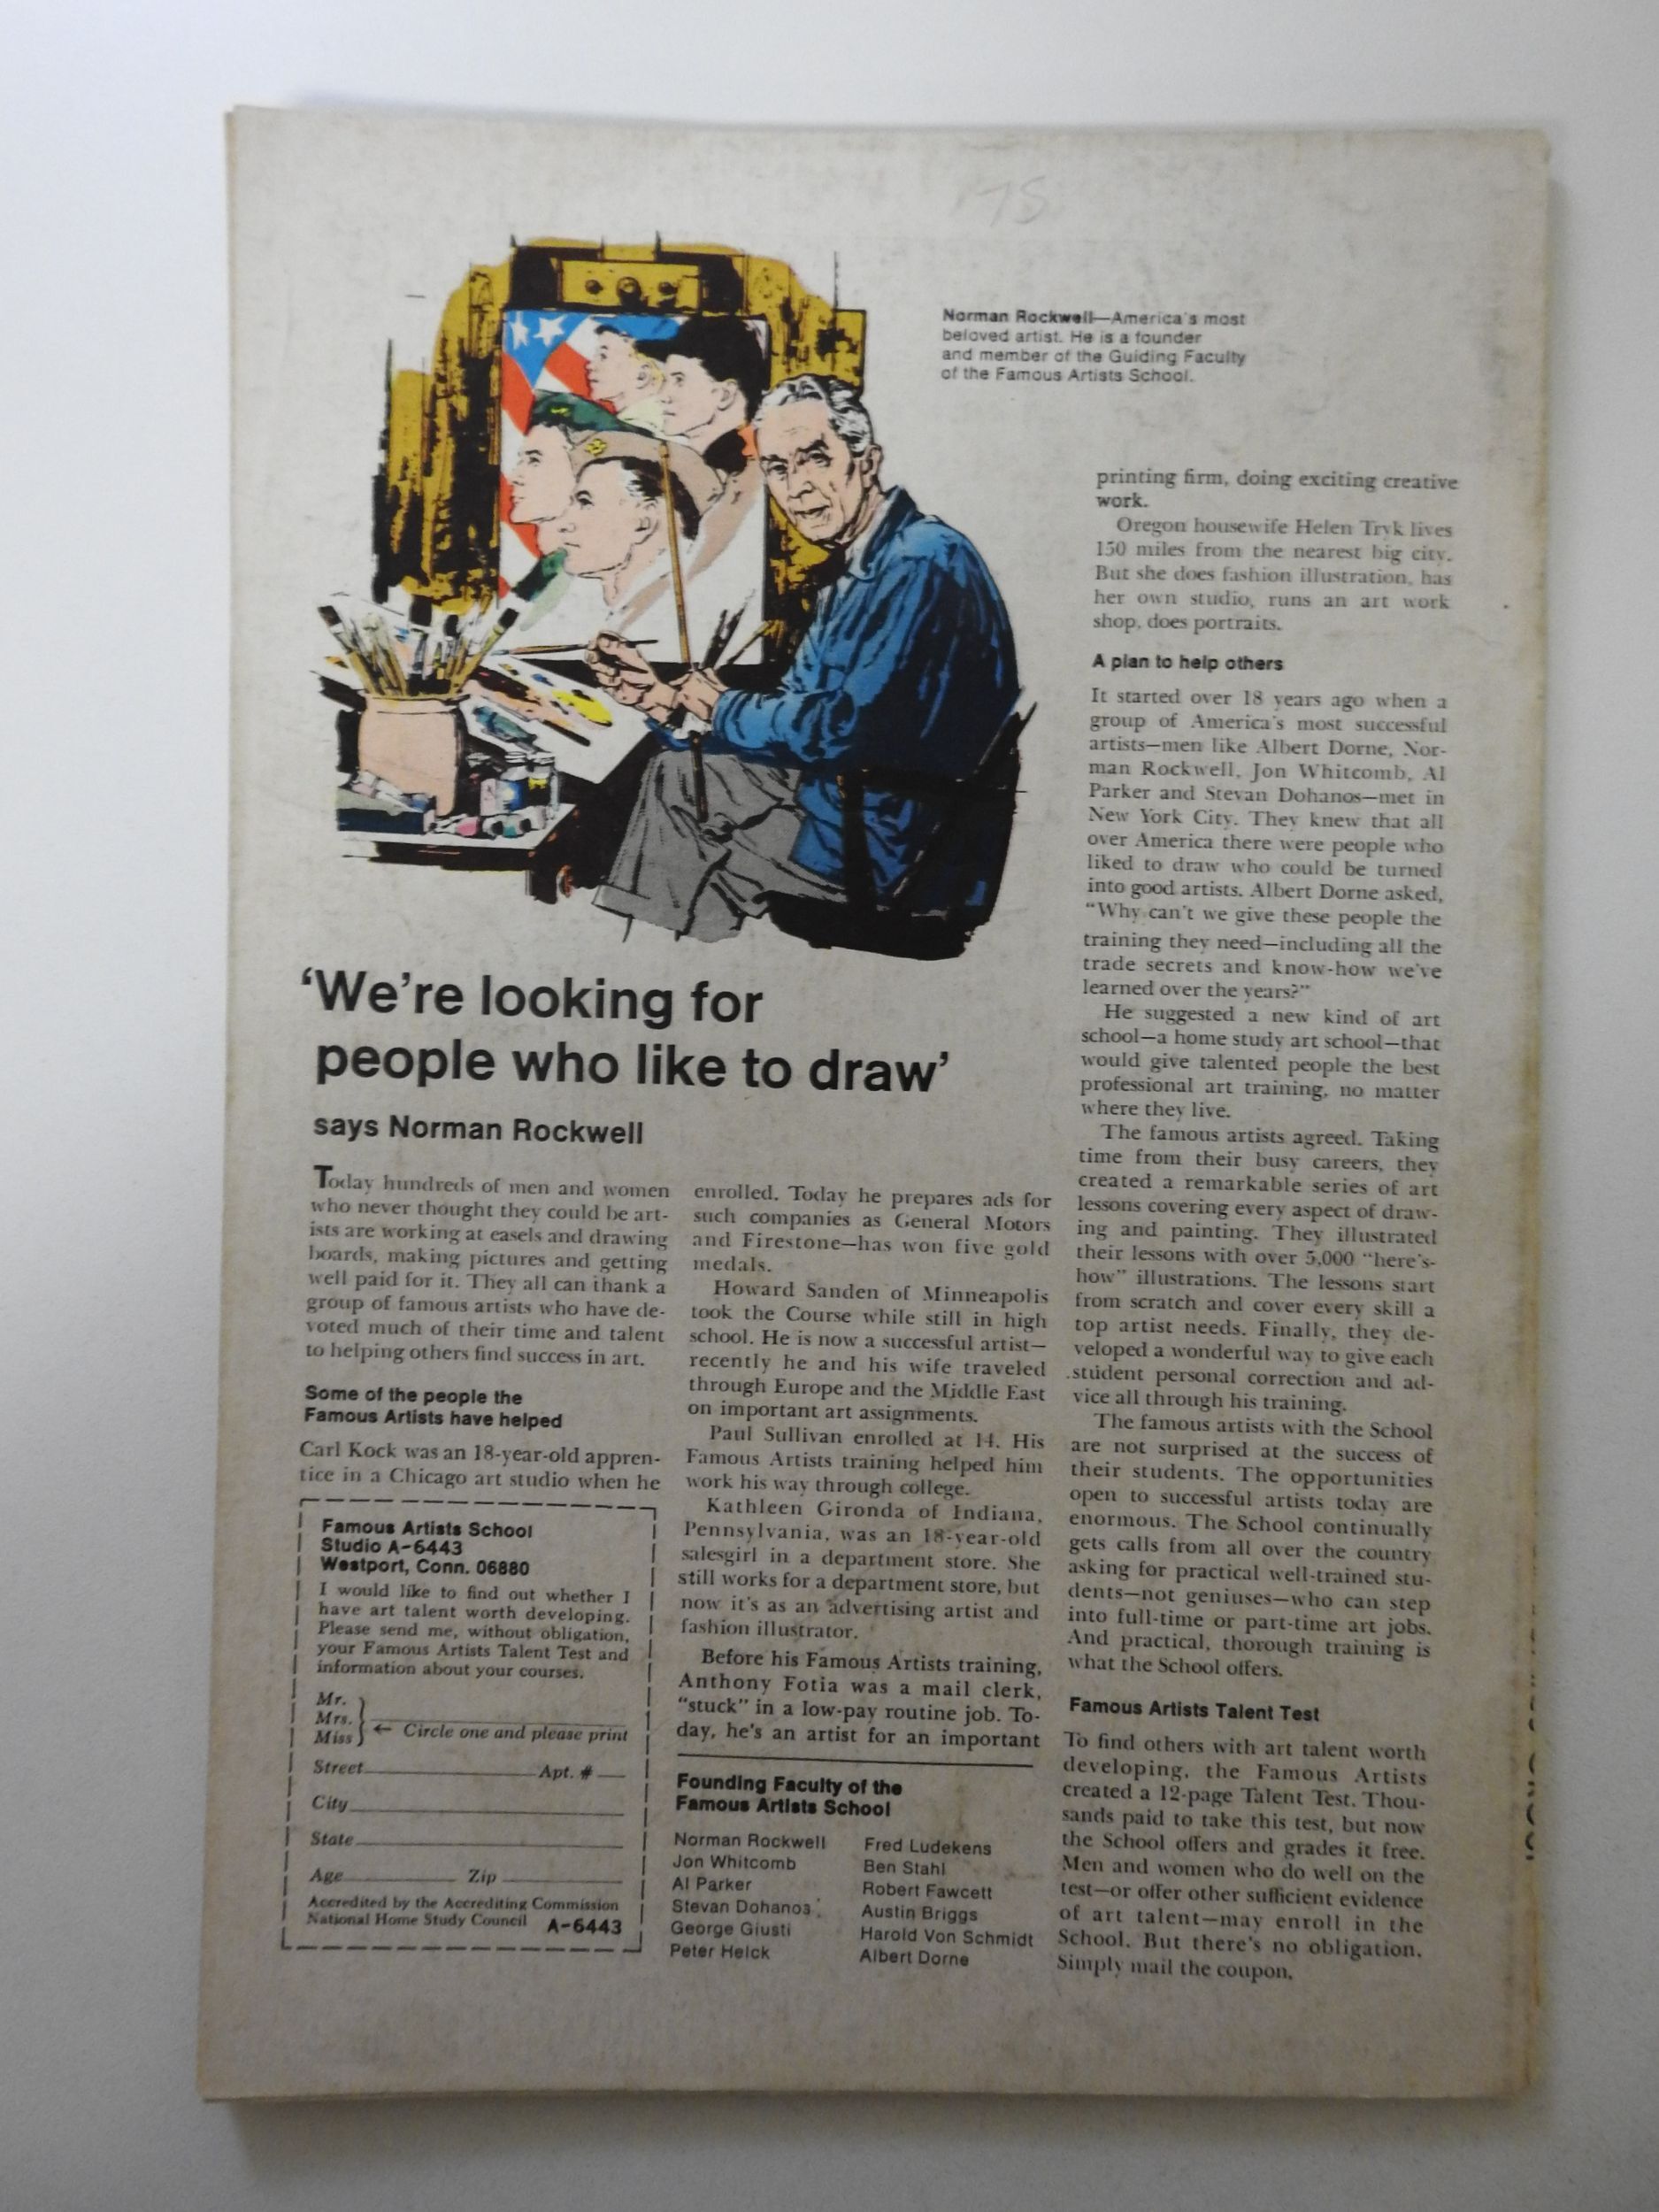 75
Norman Rockwell—America's most
beloved artist. He is a founder
and member of the Guiding Faculty
of the Famous Artists School.
'We're looking for
people who like to draw'
says Norman Rockwell
Today hundreds of men and women
who never thought they could be art-
ists are working at easels and drawing
boards, making pictures and getting
well paid for it. They all can thank a
group of famous artists who have de-
voted much of their time and talent
to helping others find success in art.
Some of the people the
Famous Artists have helped
Carl Kock was an 18-year-old appren-
tice in a Chicago art studio when he
enrolled. Today he prepares ads for
such companies as General Motors
and Firestone—has won five gold
medals.
Howard Sanden of Minneapolis
took the Course while still in high
school. He is now a successful artist—
recently he and his wife traveled
through Europe and the Middle East
on important art assignments.
Paul Sullivan enrolled at 14. His
Famous Artists training helped him
work his way through college.
Kathleen Gironda of Indiana,
Pennsylvania, was an 18-year-old
salesgirl in a department store. She
still works for a department store, but
now it's as an advertising artist and
fashion illustrator.
Before his Famous Artists training,
Anthony Fotia was a mail clerk,
"stuck" in a low-pay routine job. To-
day, he's an artist for an important
printing firm, doing exciting creative
work.
Oregon housewife Helen Tryk lives
150 miles from the nearest big city.
But she does fashion illustration, has
her own studio, runs an art work
shop, does portraits.
A plan to help others
It started over 18 years ago when a
group of America's most successful
artists—men like Albert Dorne, Nor-
man Rockwell, Jon Whitcomb, Al
Parker and Stevan Dohanos—met in
New York City. They knew that all
over America there were people who
liked to draw who could be turned
into good artists. Albert Dorne asked,
"Why can't we give these people the
training they need—including all the
trade secrets and know-how we've
learned over the years?"
He suggested a new kind of art
school—a home study art school—that
would give talented people the best
professional art training, no matter
where they live.
The famous artists agreed. Taking
time from their busy careers, they
created a remarkable series of art
lessons covering every aspect of draw-
ing and painting. They illustrated
their lessons with over 5,000 "here's-
how" illustrations. The lessons start
from scratch and cover every skill a
top artist needs. Finally, they de-
veloped a wonderful way to give each
student personal correction and ad-
vice all through his training.
The famous artists with the School
are not surprised at the success of
their students. The opportunities
open to successful artists today are
enormous. The School continually
gets calls from all over the country
asking for practical well-trained stu-
dents—not geniuses—who can step
into full-time or part-time art jobs.
And practical, thorough training is
what the School offers.
Famous Artists Talent Test
To find others with art talent worth
developing, the Famous Artists
created a 12-page Talent Test. Thou-
sands paid to take this test, but now
the School offers and grades it free.
Men and women who do well on the
test—or offer other sufficient evidence
of art talent—may enroll in the
School. But there's no obligation.
Simply mail the coupon.
Famous Artists School
Studio A-6443
Westport, Conn. 06880
I would like to find out whether I
have art talent worth developing.
Please send me, without obligation,
your Famous Artists Talent Test and
information about your courses.
Mr.
Mrs.
Miss
← Circle one and please print
Street Apt. #
City
State
Age Zip
Accredited by the Accrediting Commission
National Home Study Council A-6443
Founding Faculty of the
Famous Artists School
Norman Rockwell
Jon Whitcomb
Al Parker
Stevan Dohanos
George Giusti
Peter Helck
Fred Ludekens
Ben Stahl
Robert Fawcett
Austin Briggs
Harold Von Schmidt
Albert Dorne